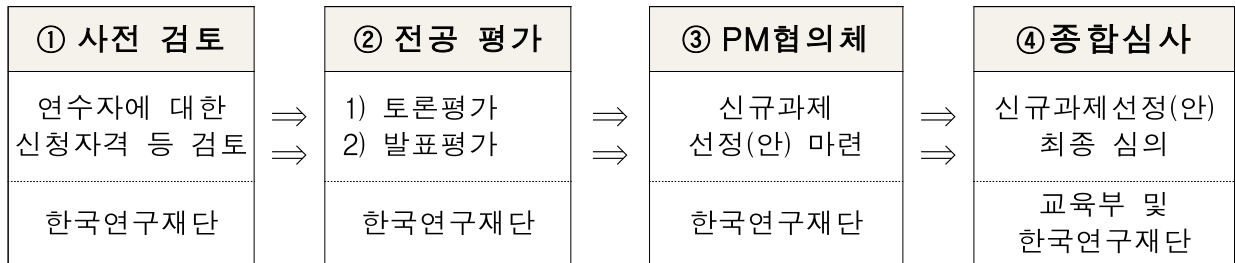 ① 사전 검토
연수자에 대한
신청자격 등 검토
한국연구재단
⇒
⇒
② 전공 평가
1) 토론평가
2) 발표평가
한국연구재단
⇒
⇒
③ PM협의체
신규과제
선정(안) 마련
한국연구재단
⇒
⇒
④종합심사
신규과제선정(안)
최종 심의
교육부 및
한국연구재단